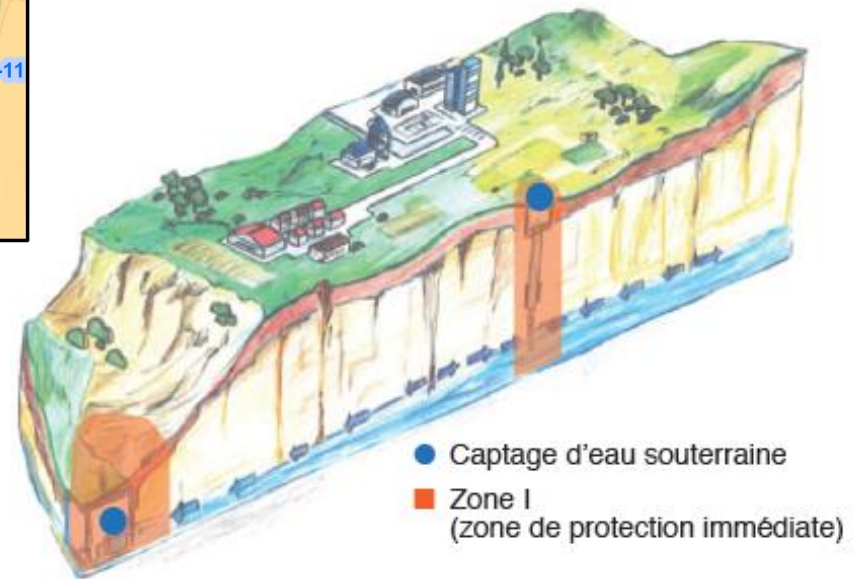 -11
Captage d'eau souterraine
Zone I
(zone de protection immédiate)